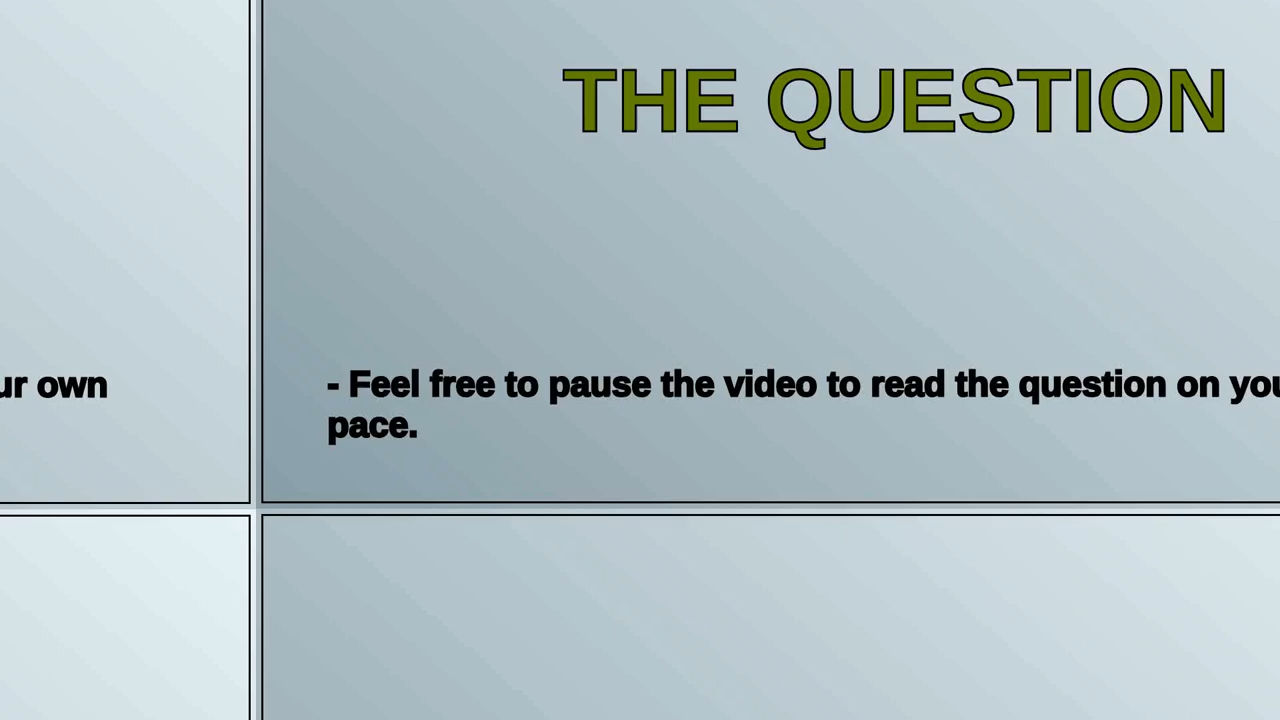 THE QUESTION
ur own
- Feel free to pause the video to read the question on you
pace.